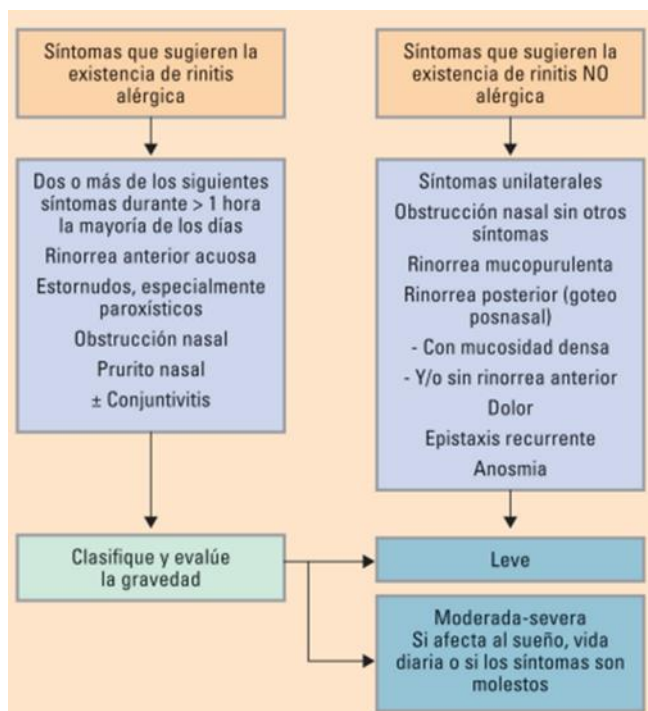 Síntomas que sugieren la
existencia de rinitis
alérgica
Dos o más de los siguientes
síntomas durante > 1 hora
la mayoría de los días
Rinorrea anterior acuosa
Estornudos, especialmente
paroxísticos
Obstrucción nasal
Prurito nasal
± Conjuntivitis
Clasifique y evalúe
la gravedad
Síntomas que sugieren la
existencia de rinitis NO
alérgica
Síntomas unilaterales
Obstrucción nasal sin otros
síntomas
Rinorrea mucopurulenta
Rinorrea posterior (goteo
posnasal)
- Con mucosidad densa
- Y/o sin rinorrea anterior
Dolor
Epistaxis recurrente
Anosmia
Leve
Moderada-severa
Si afecta al sueño, vida
diaria o si los síntomas son
molestos